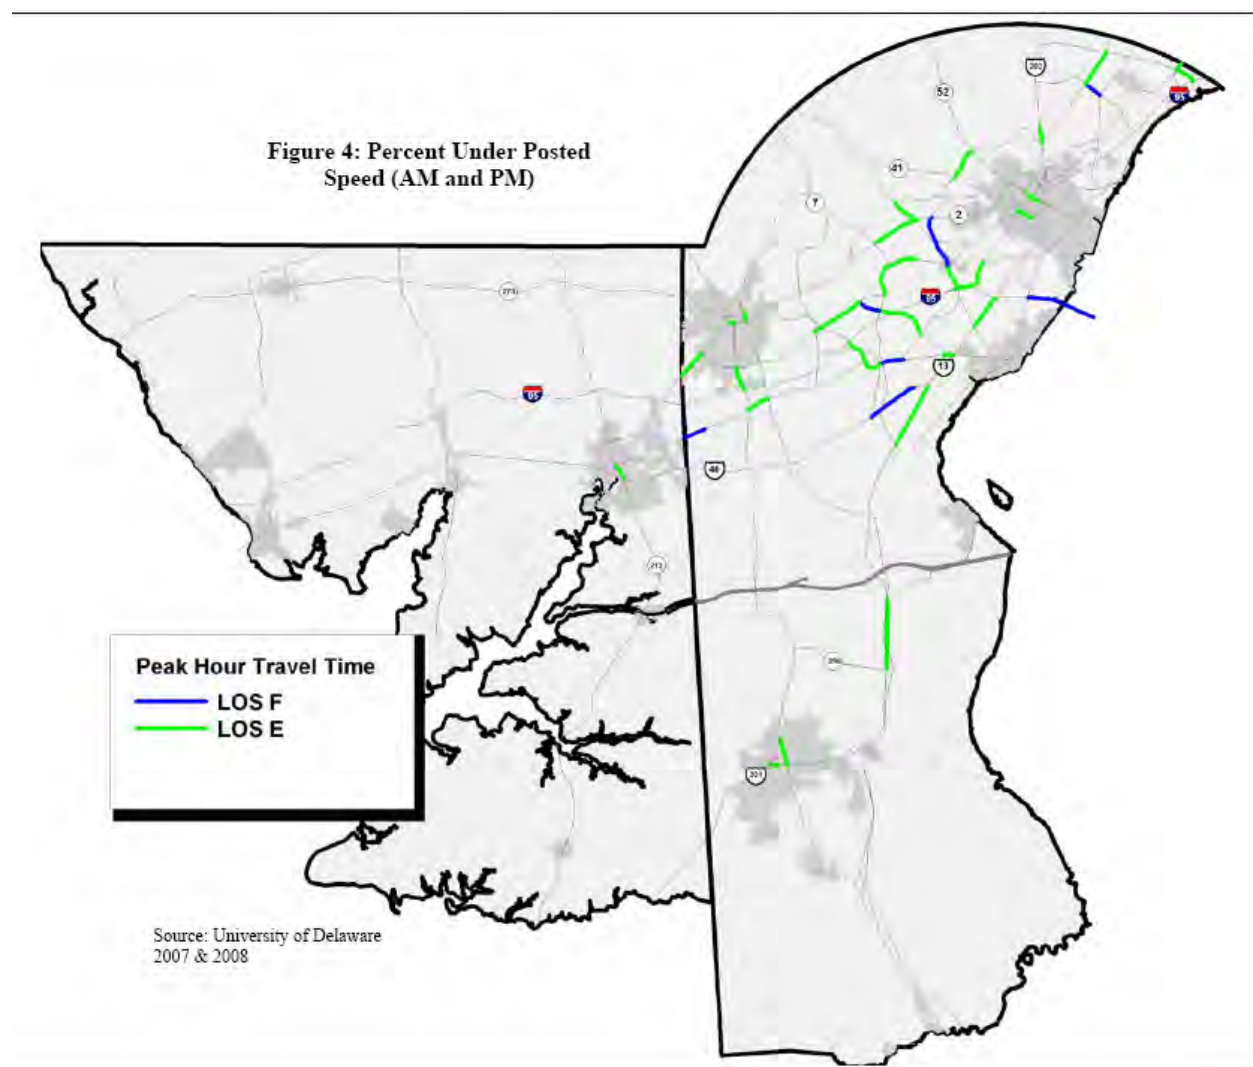 Figure 4: Percent Under Posted
Speed (AM and PM)
202
95
52
41
7
2
273
95
95
13
40
213
Peak Hour Travel Time
LOS F
LOS E
301
Source: University of Delaware
2007 & 2008